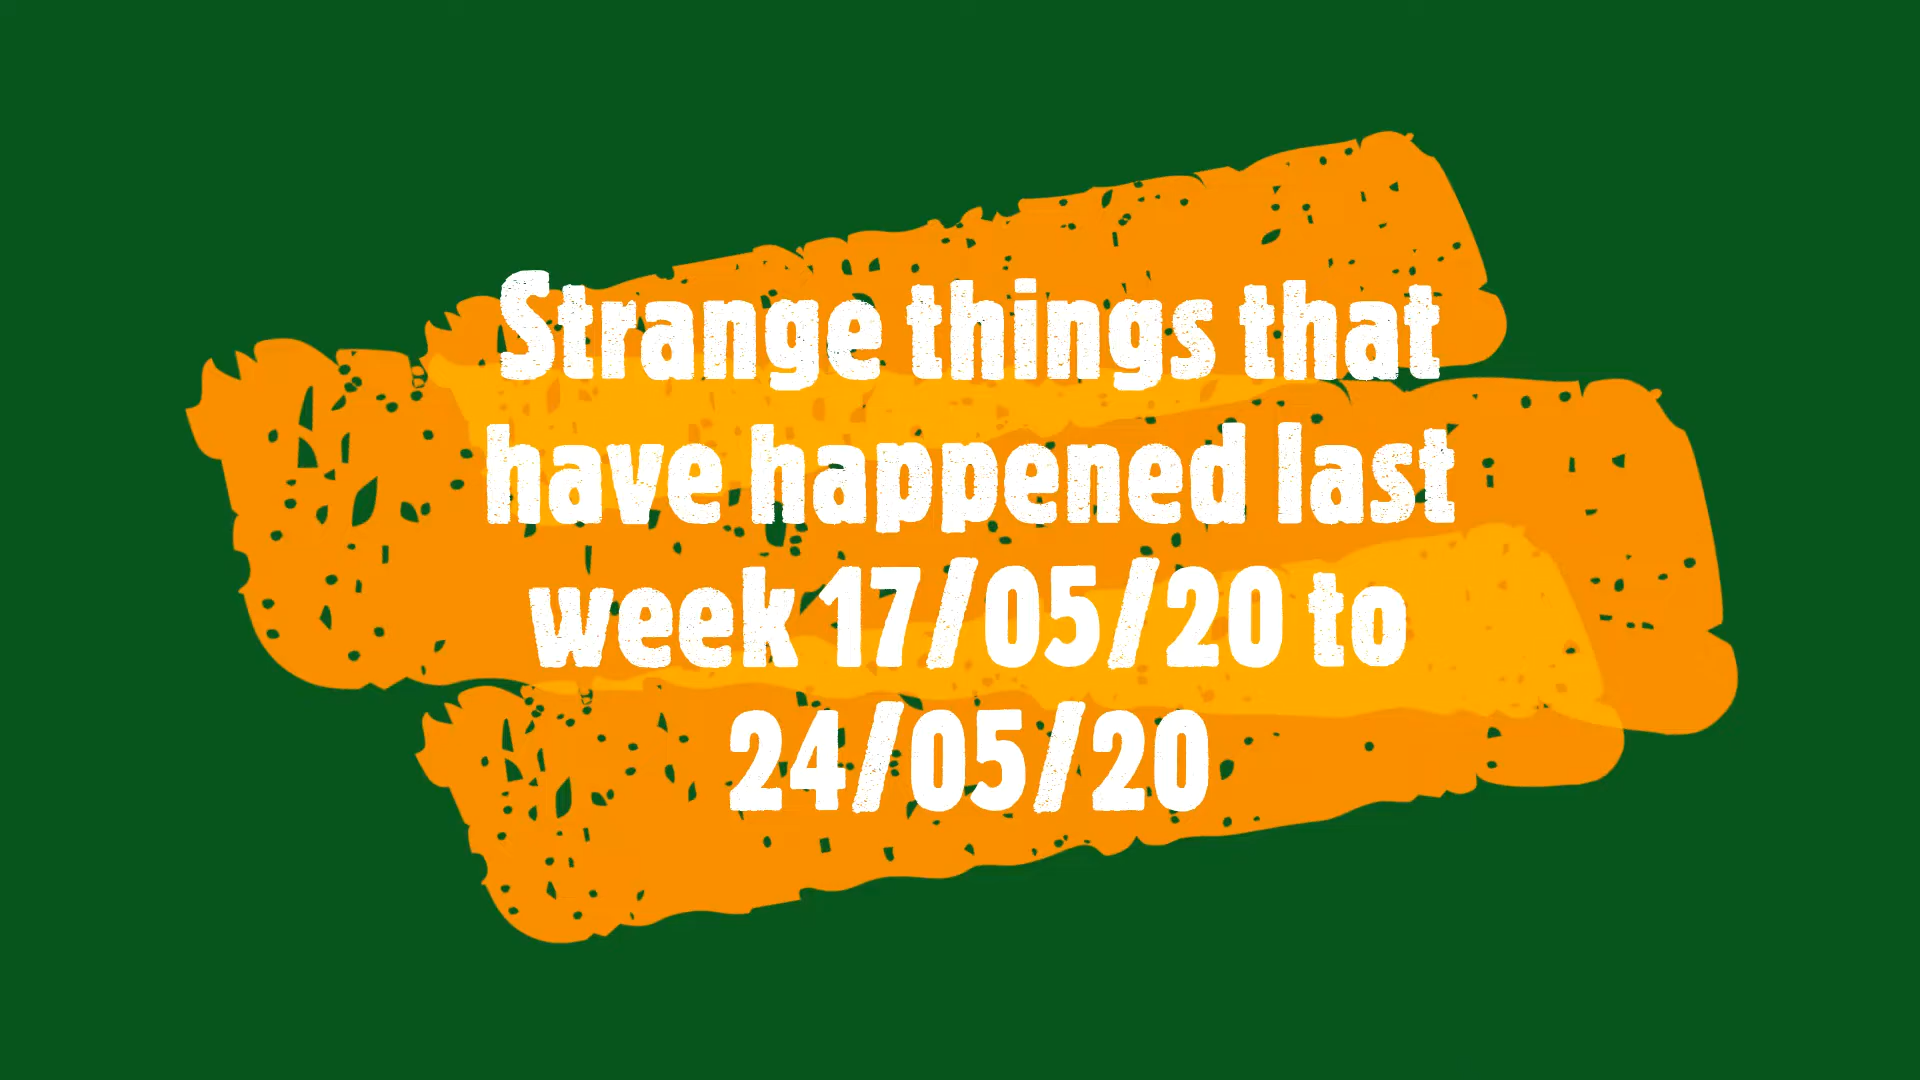 Strange things that
have happened last
week 17/05/20 to
24/05/20